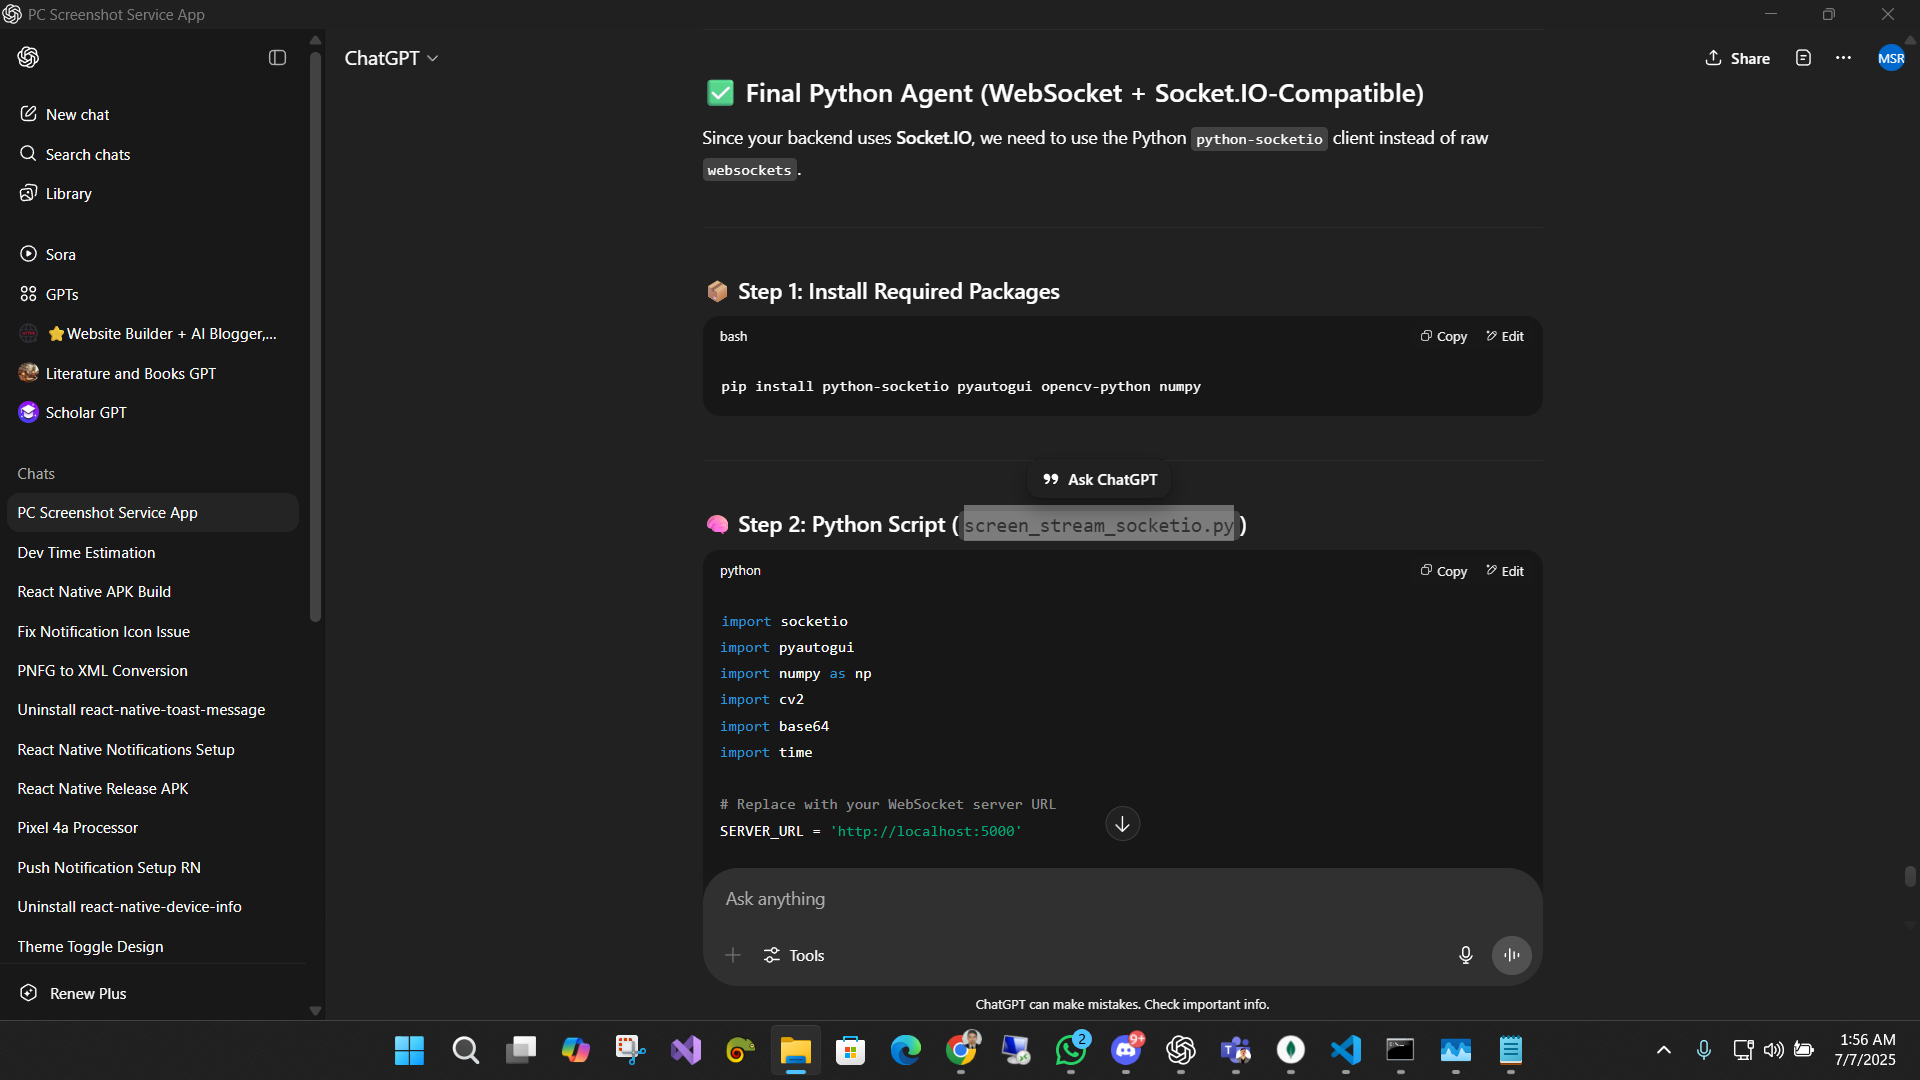 PC Screenshot Service App
New chat
Search chats
Library
Sora
GPTs
Website Builder + AI Blogger,...
Literature and Books GPT
Scholar GPT
Chats
PC Screenshot Service App
Dev Time Estimation
React Native APK Build
Fix Notification Icon Issue
PNFG to XML Conversion
Uninstall react-native-toast-message
React Native Notifications Setup
React Native Release APK
Pixel 4a Processor
Push Notification Setup RN
Uninstall react-native-device-info
Theme Toggle Design
Renew Plus
ChatGPT
Share
MSR
Final Python Agent (WebSocket + Socket.IO-Compatible)
Since your backend uses Socket.IO, we need to use the Python python-socketio client instead of raw
websockets.
Step 1: Install Required Packages
bash
Copy
Edit
pip install python-socketio pyautogui opencv-python numpy
Ask ChatGPT
Step 2: Python Script (screen_stream_socketio.py)
python
Copy
Edit
import socketio
import pyautogui
import numpy as np
import cv2
import base64
import time
# Replace with your WebSocket server URL
SERVER_URL = 'http://localhost:5000'
Ask anything
Tools
ChatGPT can make mistakes. Check important info.
2
9+
1:56 AM
7/7/2025